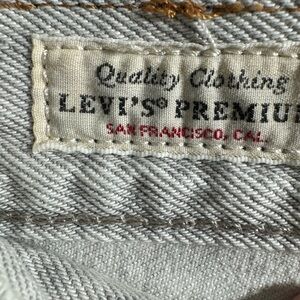 Quality Clothing
LEVI'S® PREMIU
SAN FRANCISCO, CAL.